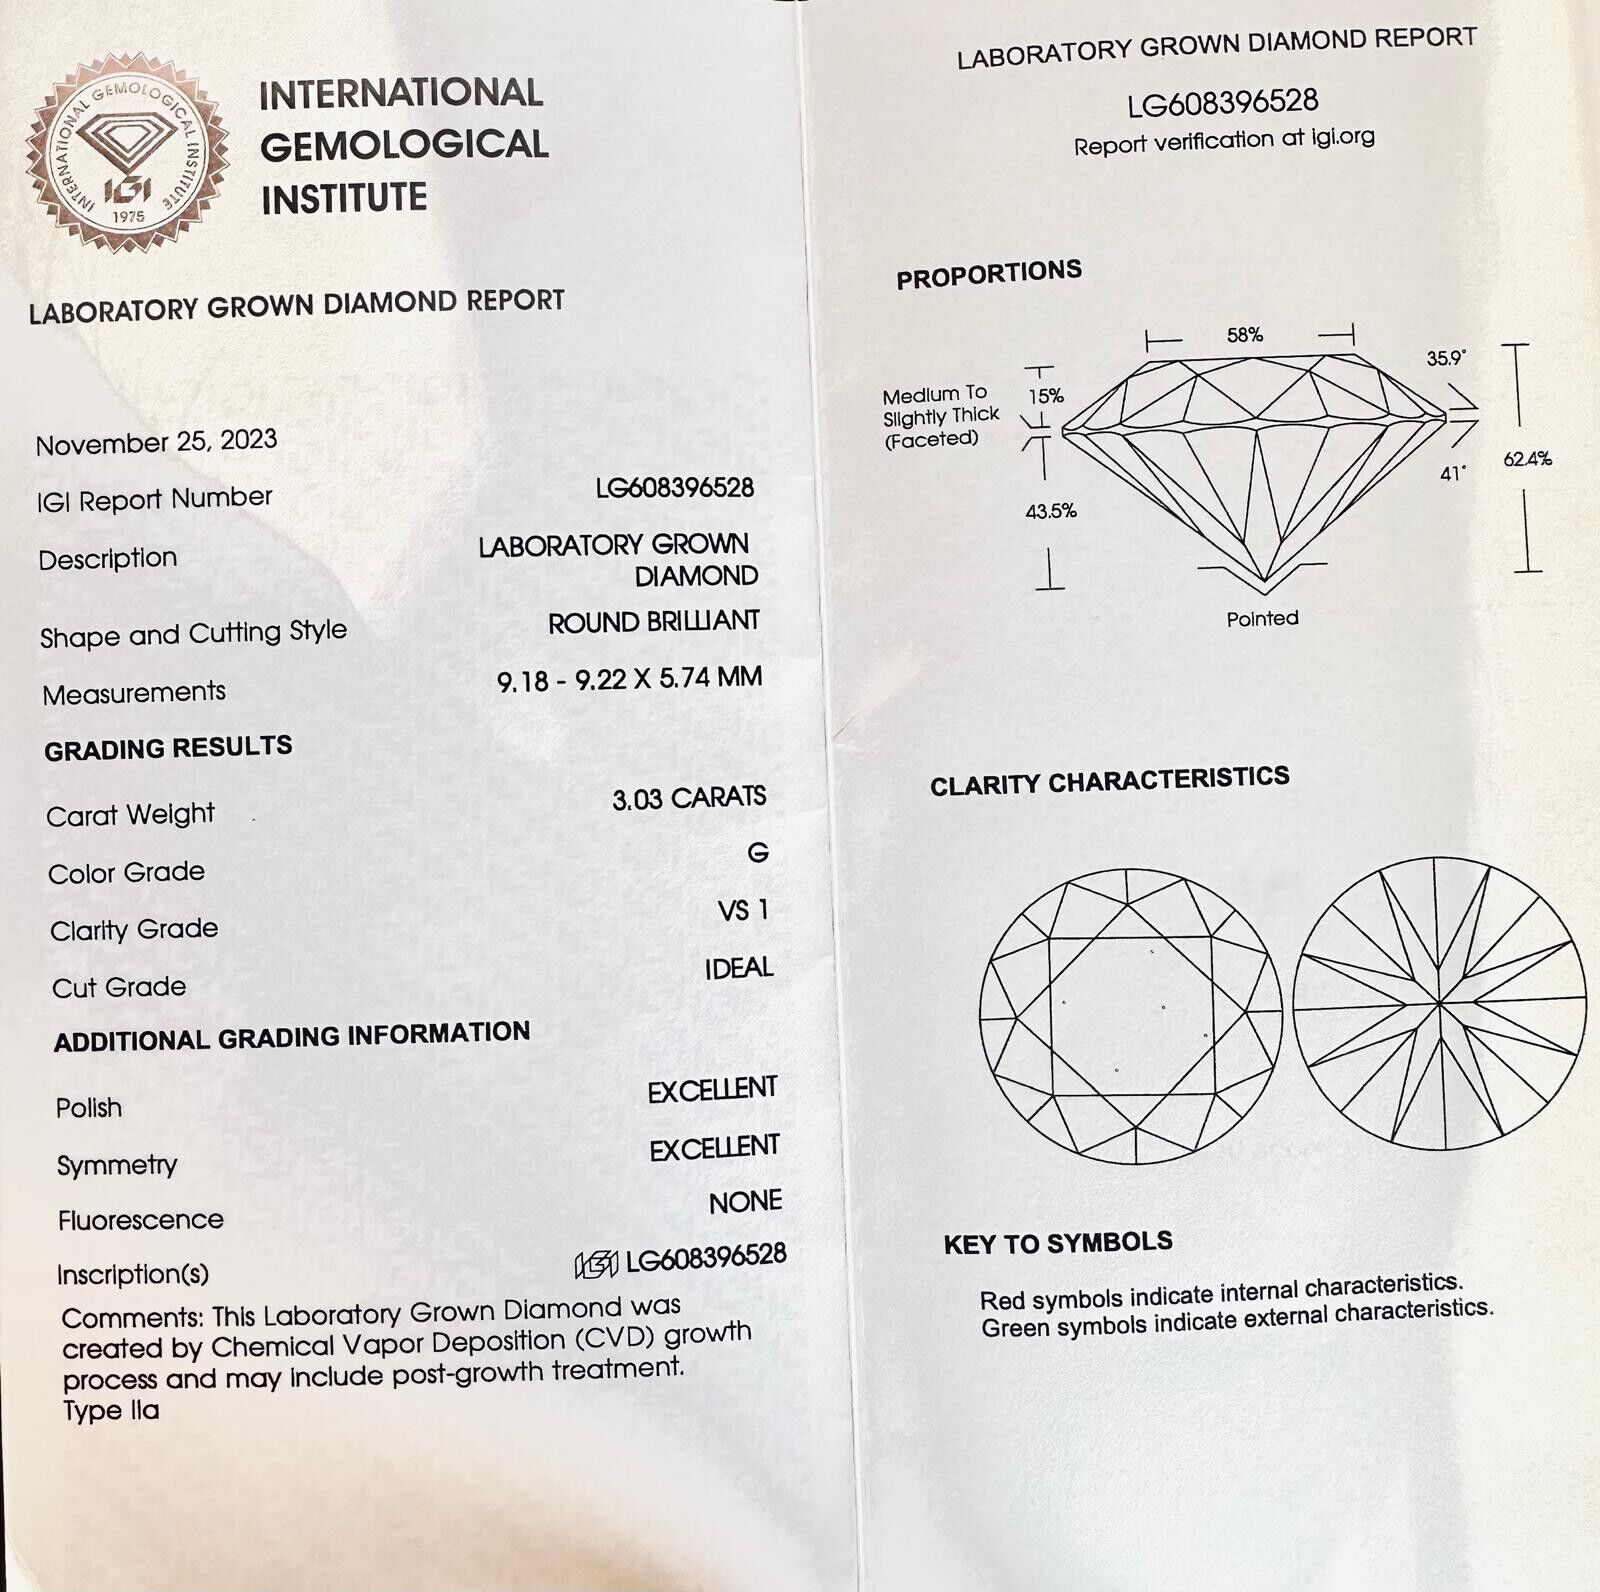 INTERNATIONAL GEMOLOGICAL INSTITUTE
IGI
1975
INTERNATIONAL
GEMOLOGICAL
INSTITUTE
LABORATORY GROWN DIAMOND REPORT
November 25, 2023
IGI Report Number LG608396528
Description LABORATORY GROWN
DIAMOND
Shape and Cutting Style ROUND BRILLIANT
Measurements 9.18 - 9.22 X 5.74 MM
GRADING RESULTS
Carat Weight 3.03 CARATS
Color Grade G
Clarity Grade VS 1
Cut Grade IDEAL
ADDITIONAL GRADING INFORMATION
Polish EXCELLENT
Symmetry EXCELLENT
Fluorescence NONE
Inscription(s) IGI LG608396528
Comments: This Laboratory Grown Diamond was
created by Chemical Vapor Deposition (CVD) growth
process and may include post-growth treatment.
Type IIa
LABORATORY GROWN DIAMOND REPORT
LG608396528
Report verification at igi.org
PROPORTIONS
58%
35.9°
Medium To
Slightly Thick
(Faceted)
15%
41°
62.4%
43.5%
Pointed
CLARITY CHARACTERISTICS
KEY TO SYMBOLS
Red symbols indicate internal characteristics.
Green symbols indicate external characteristics.